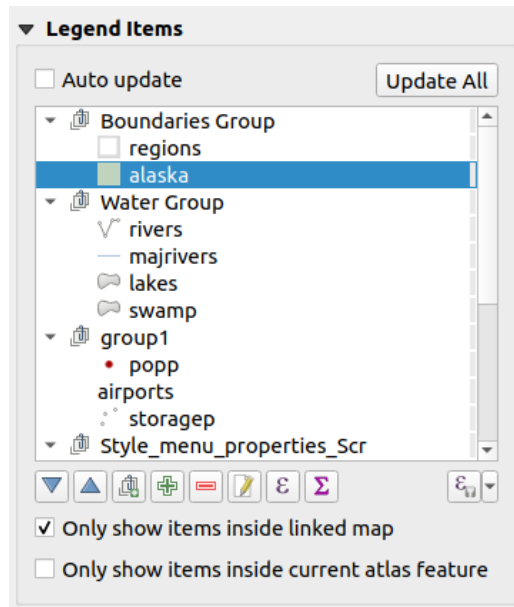 Legend Items
Auto update
Update All
Boundaries Group
regions
alaska
Water Group
rivers
majrivers
lakes
swamp
group1
popp
airports
storagep
Style_menu_properties_Scr
ε Σ ε
Only show items inside linked map
Only show items inside current atlas feature